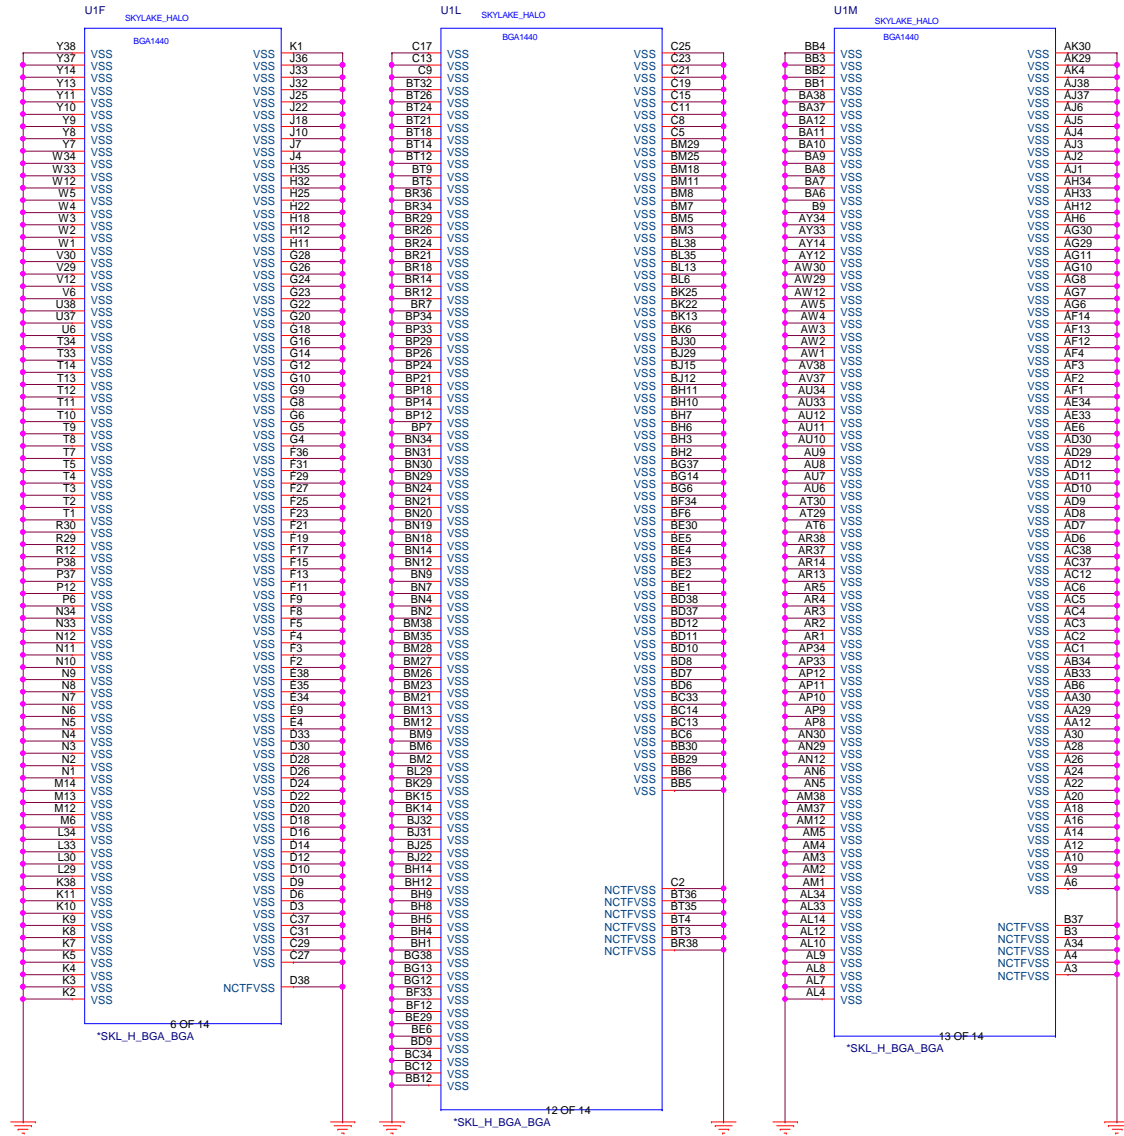 U1F
SKYLAKE_HALO
BGA1440
Y38 VSS VSS K1
Y37 VSS VSS J36
Y14 VSS VSS J33
Y13 VSS VSS J32
Y11 VSS VSS J25
Y10 VSS VSS J22
Y9 VSS VSS J18
Y8 VSS VSS J10
Y7 VSS VSS J7
W34 VSS VSS J4
W33 VSS VSS H35
W12 VSS VSS H32
W5 VSS VSS H25
W4 VSS VSS H22
W3 VSS VSS H18
W2 VSS VSS H12
W1 VSS VSS H11
V30 VSS VSS G28
V29 VSS VSS G26
V12 VSS VSS G24
V6 VSS VSS G23
U38 VSS VSS G22
U37 VSS VSS G20
U6 VSS VSS G18
T34 VSS VSS G16
T33 VSS VSS G14
T14 VSS VSS G12
T13 VSS VSS G10
T12 VSS VSS G9
T11 VSS VSS G8
T10 VSS VSS G6
T9 VSS VSS G5
T8 VSS VSS G4
T7 VSS VSS F36
T5 VSS VSS F31
T4 VSS VSS F29
T3 VSS VSS F27
T2 VSS VSS F25
T1 VSS VSS F23
R30 VSS VSS F21
R29 VSS VSS F19
R12 VSS VSS F17
P38 VSS VSS F15
P37 VSS VSS F13
P12 VSS VSS F11
P6 VSS VSS F9
N34 VSS VSS F8
N33 VSS VSS F5
N12 VSS VSS F4
N11 VSS VSS F3
N10 VSS VSS F2
N9 VSS VSS E38
N8 VSS VSS E35
N7 VSS VSS E34
N6 VSS VSS E9
N5 VSS VSS E4
N4 VSS VSS D33
N3 VSS VSS D30
N2 VSS VSS D28
N1 VSS VSS D26
M14 VSS VSS D24
M13 VSS VSS D22
M12 VSS VSS D20
M6 VSS VSS D18
L34 VSS VSS D16
L33 VSS VSS D14
L30 VSS VSS D12
L29 VSS VSS D10
K38 VSS VSS D9
K11 VSS VSS D6
K10 VSS VSS D3
K9 VSS VSS C37
K8 VSS VSS C31
K7 VSS VSS C29
K5 VSS VSS C27
K4 VSS
K3 VSS NCTFVSS D38
K2 VSS
6 OF 14
*SKL_H_BGA_BGA
U1L
SKYLAKE_HALO
BGA1440
C17 VSS VSS C25
C13 VSS VSS C23
C9 VSS VSS C21
BT32 VSS VSS C19
BT26 VSS VSS C15
BT24 VSS VSS C11
BT21 VSS VSS C8
BT18 VSS VSS C5
BT14 VSS VSS BM29
BT12 VSS VSS BM25
BT9 VSS VSS BM18
BT5 VSS VSS BM11
BR36 VSS VSS BM8
BR34 VSS VSS BM7
BR29 VSS VSS BM5
BR26 VSS VSS BM3
BR24 VSS VSS BL38
BR21 VSS VSS BL35
BR18 VSS VSS BL13
BR14 VSS VSS BL6
BR12 VSS VSS BK25
BR7 VSS VSS BK22
BP34 VSS VSS BK13
BP33 VSS VSS BK6
BP29 VSS VSS BJ30
BP26 VSS VSS BJ29
BP24 VSS VSS BJ15
BP21 VSS VSS BJ12
BP18 VSS VSS BH11
BP14 VSS VSS BH10
BP12 VSS VSS BH7
BP7 VSS VSS BH6
BN34 VSS VSS BH3
BN31 VSS VSS BH2
BN30 VSS VSS BG37
BN29 VSS VSS BG14
BN24 VSS VSS BG6
BN21 VSS VSS BF34
BN20 VSS VSS BF6
BN19 VSS VSS BE30
BN18 VSS VSS BE5
BN14 VSS VSS BE4
BN12 VSS VSS BE3
BN9 VSS VSS BE2
BN7 VSS VSS BE1
BN4 VSS VSS BD38
BN2 VSS VSS BD37
BM38 VSS VSS BD12
BM35 VSS VSS BD11
BM28 VSS VSS BD10
BM27 VSS VSS BD8
BM26 VSS VSS BD7
BM23 VSS VSS BD6
BM21 VSS VSS BC33
BM13 VSS VSS BC14
BM12 VSS VSS BC13
BM9 VSS VSS BC6
BM6 VSS VSS BB30
BM2 VSS VSS BB29
BL29 VSS VSS BB6
BK29 VSS VSS BB5
BK15 VSS
BK14 VSS
BJ32 VSS
BJ31 VSS
BJ25 VSS
BJ22 VSS
BH14 VSS
BH12 VSS NCTFVSS C2
BH9 VSS NCTFVSS BT36
BH8 VSS NCTFVSS BT35
BH5 VSS NCTFVSS BT4
BH4 VSS NCTFVSS BT3
BH1 VSS NCTFVSS BR38
BG38 VSS
BG13 VSS
BG12 VSS
BF33 VSS
BF12 VSS
BE29 VSS
BE6 VSS
BD9 VSS
BC34 VSS
BC12 VSS
BB12 VSS
12 OF 14
*SKL_H_BGA_BGA
U1M
SKYLAKE_HALO
BGA1440
BB4 VSS VSS AK30
BB3 VSS VSS AK29
BB2 VSS VSS AK4
BB1 VSS VSS AJ38
BA38 VSS VSS AJ37
BA37 VSS VSS AJ6
BA12 VSS VSS AJ5
BA11 VSS VSS AJ4
BA10 VSS VSS AJ3
BA9 VSS VSS AJ2
BA8 VSS VSS AJ1
BA7 VSS VSS AH34
BA6 VSS VSS AH33
B9 VSS VSS AH12
AY34 VSS VSS AH6
AY33 VSS VSS AG30
AY14 VSS VSS AG29
AY12 VSS VSS AG11
AW30 VSS VSS AG10
AW29 VSS VSS AG8
AW12 VSS VSS AG7
AW5 VSS VSS AG6
AW4 VSS VSS AF14
AW3 VSS VSS AF13
AW2 VSS VSS AF12
AW1 VSS VSS AF4
AV38 VSS VSS AF3
AV37 VSS VSS AF2
AU34 VSS VSS AF1
AU33 VSS VSS AE34
AU12 VSS VSS AE33
AU11 VSS VSS AE6
AU10 VSS VSS AD30
AU9 VSS VSS AD29
AU8 VSS VSS AD12
AU7 VSS VSS AD11
AU6 VSS VSS AD10
AT30 VSS VSS AD9
AT29 VSS VSS AD8
AT6 VSS VSS AD7
AR38 VSS VSS AD6
AR37 VSS VSS AC38
AR14 VSS VSS AC37
AR13 VSS VSS AC12
AR5 VSS VSS AC6
AR4 VSS VSS AC5
AR3 VSS VSS AC4
AR2 VSS VSS AC3
AR1 VSS VSS AC2
AP34 VSS VSS AC1
AP33 VSS VSS AB34
AP12 VSS VSS AB33
AP11 VSS VSS AB6
AP10 VSS VSS AA30
AP9 VSS VSS AA29
AP8 VSS VSS AA12
AN30 VSS VSS A30
AN29 VSS VSS A28
AN12 VSS VSS A26
AN6 VSS VSS A24
AN5 VSS VSS A22
AM38 VSS VSS A20
AM37 VSS VSS A18
AM12 VSS VSS A16
AM5 VSS VSS A14
AM4 VSS VSS A12
AM3 VSS VSS A10
AM2 VSS VSS A9
AM1 VSS VSS A6
AL34 VSS
AL33 VSS
AL14 VSS NCTFVSS B37
AL12 VSS NCTFVSS B3
AL10 VSS NCTFVSS A34
AL9 VSS NCTFVSS A4
AL8 VSS NCTFVSS A3
AL7 VSS
AL4 VSS
13 OF 14
*SKL_H_BGA_BGA